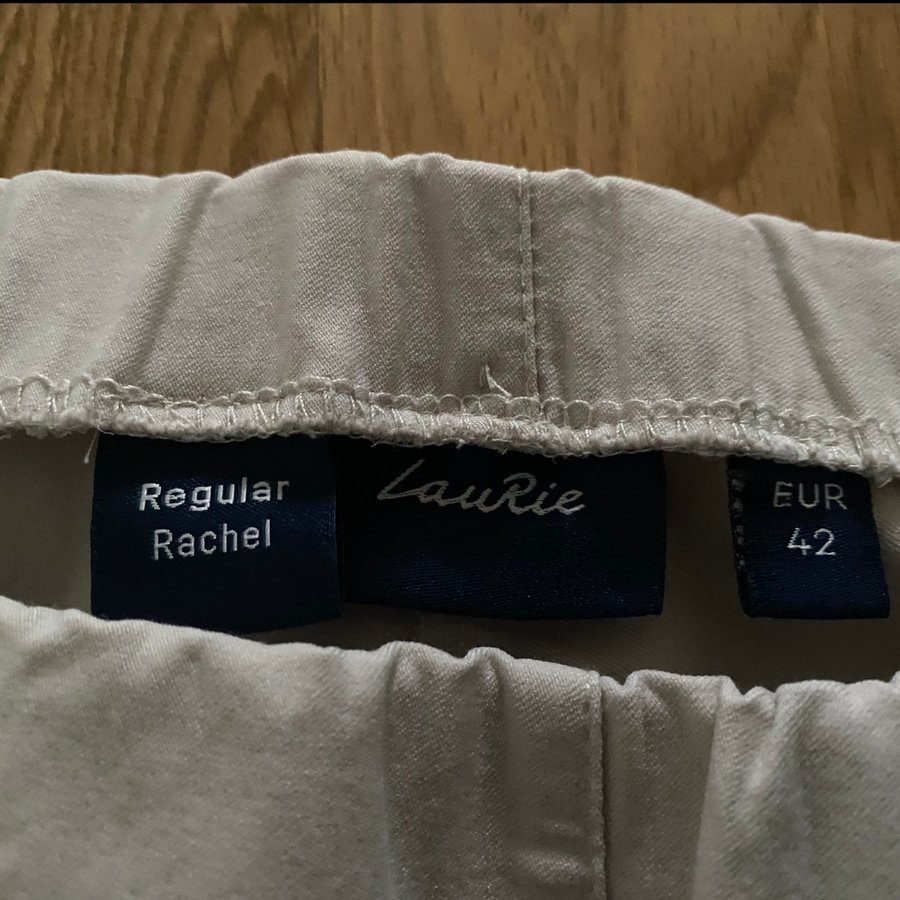 Regular
Rachel
LauRie
EUR
42